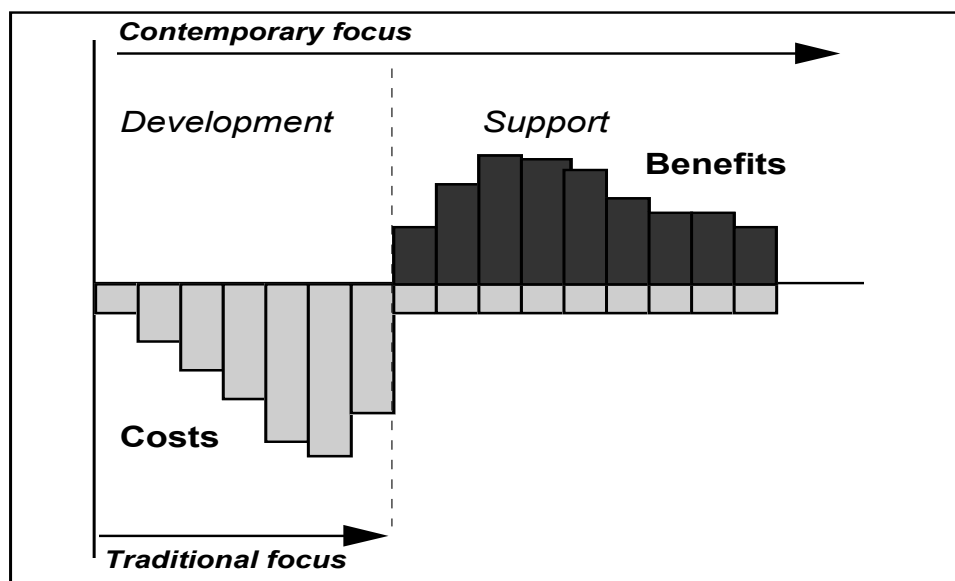 Contemporary focus
Development
Support
Benefits
Costs
Traditional focus